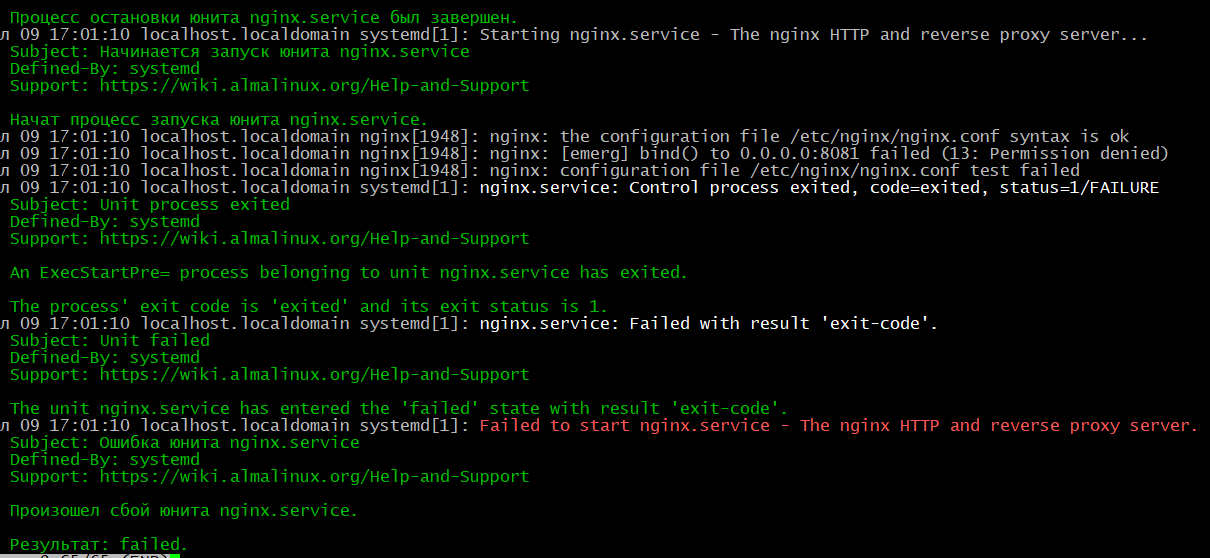 Процесс остановки юнита nginx.service был завершен.
л 09 17:01:10 localhost.localdomain systemd[1]: Starting nginx.service - The nginx HTTP and reverse proxy server...
Subject: Начинается запуск юнита nginx.service
Defined-By: systemd
Support: https://wiki.almalinux.org/Help-and-Support
Начат процесс запуска юнита nginx.service.
л 09 17:01:10 localhost.localdomain nginx[1948]: nginx: the configuration file /etc/nginx/nginx.conf syntax is ok
л 09 17:01:10 localhost.localdomain nginx[1948]: nginx: [emerg] bind() to 0.0.0.0:8081 failed (13: Permission denied)
л 09 17:01:10 localhost.localdomain nginx[1948]: nginx: configuration file /etc/nginx/nginx.conf test failed
л 09 17:01:10 localhost.localdomain systemd[1]: nginx.service: Control process exited, code=exited, status=1/FAILURE
Subject: Unit process exited
Defined-By: systemd
Support: https://wiki.almalinux.org/Help-and-Support
An ExecStartPre= process belonging to unit nginx.service has exited.
The process' exit code is 'exited' and its exit status is 1.
л 09 17:01:10 localhost.localdomain systemd[1]: nginx.service: Failed with result 'exit-code'.
Subject: Unit failed
Defined-By: systemd
Support: https://wiki.almalinux.org/Help-and-Support
The unit nginx.service has entered the 'failed' state with result 'exit-code'.
л 09 17:01:10 localhost.localdomain systemd[1]: Failed to start nginx.service - The nginx HTTP and reverse proxy server.
Subject: Ошибка юнита nginx.service
Defined-By: systemd
Support: https://wiki.almalinux.org/Help-and-Support
Произошел сбой юнита nginx.service.
Результат: failed.